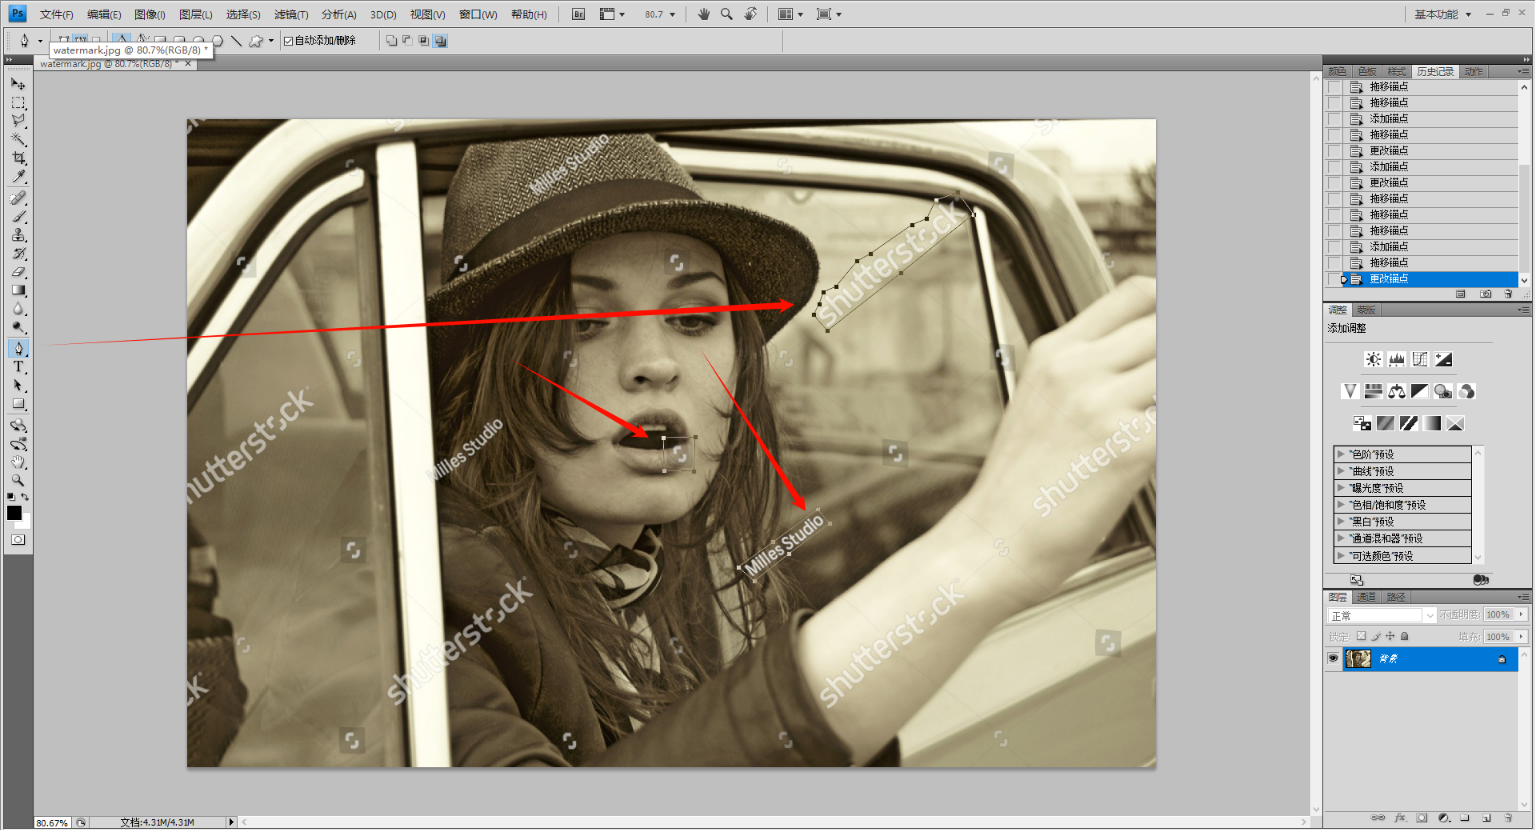 Ps 文件(F) 编辑(E) 图像(I) 图层(L) 选择(S) 滤镜(T) 分析(A) 3D(D) 视图(V) 窗口(W) 帮助(H) Br 80.7 基本功能
自动添加/删除
watermark.jpg @ 80.7%(RGB/8) *
watermark.jpg @ 80.7%(RGB/8) * ×
颜色 色板 样式 历史记录 动作
拖移锚点
拖移锚点
添加锚点
拖移锚点
更改锚点
添加锚点
更改锚点
拖移锚点
拖移锚点
拖移锚点
添加锚点
拖移锚点
更改锚点
调整 蒙版
添加调整
"色阶"预设
"曲线"预设
"曝光度"预设
"色相/饱和度"预设
"黑白"预设
"通道混和器"预设
"可选颜色"预设
图层 通道 路径
正常 不透明度: 100%
锁定: 填充: 100%
背景
Milles Studio
shutterstock
shutterstock
Milles Studio
shutterstock
Milles Studio
shutterstock
shutterstock
80.67% 文档:4.31M/4.31M